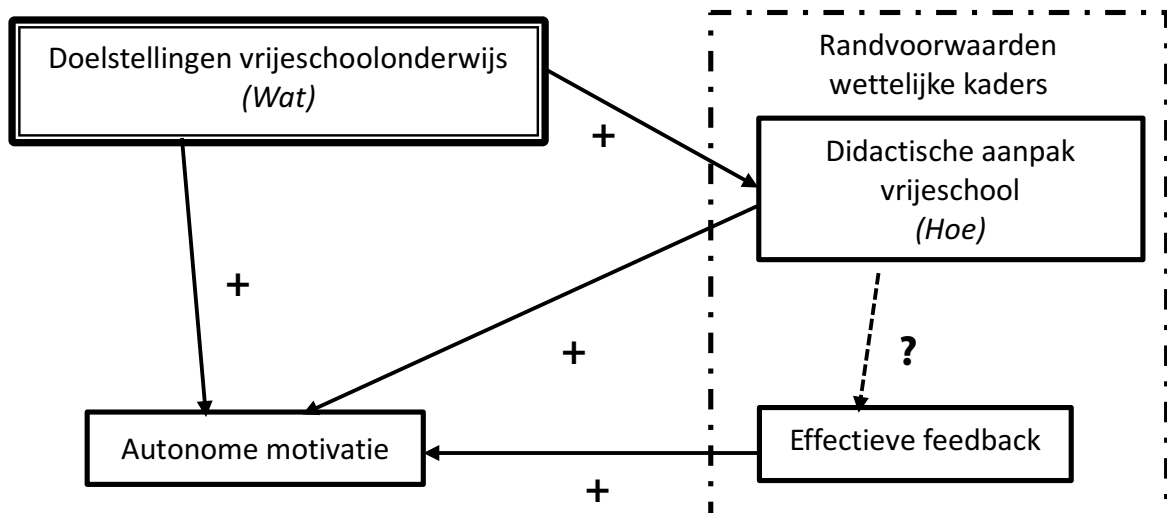 Doelstellingen vrijeschoolonderwijs
(Wat)
Randvoorwaarden
wettelijke kaders
+
Didactische aanpak
vrijeschool
(Hoe)
+
+
?
Autonome motivatie
Effectieve feedback
+